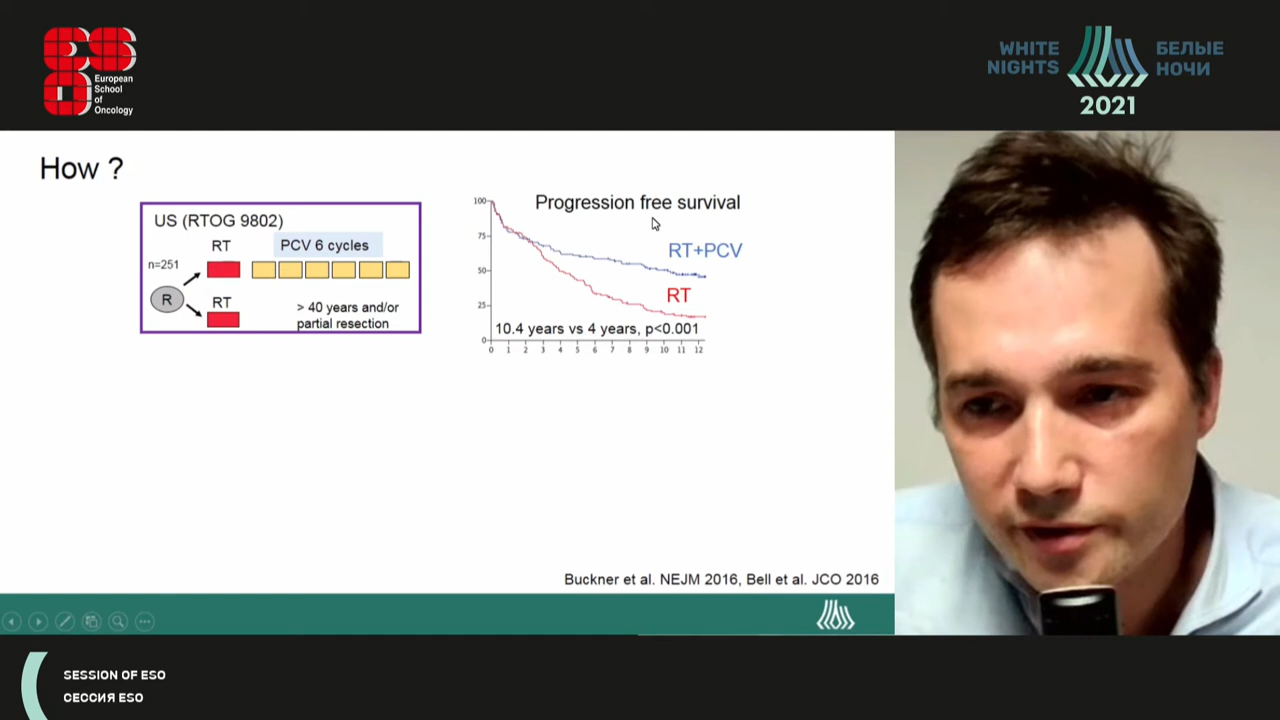 European
School
of
Oncology
WHITE
NIGHTS
БЕЛЫЕ
НОЧИ
2021
How ?
US (RTOG 9802)
RT
PCV 6 cycles
n=251
R
RT
> 40 years and/or
partial resection
Progression free survival
100
75
50
25
0
RT+PCV
RT
10.4 years vs 4 years, p<0.001
0 1 2 3 4 5 6 7 8 9 10 11 12
Buckner et al. NEJM 2016, Bell et al. JCO 2016
SESSION OF ESO
СЕССИЯ ESO